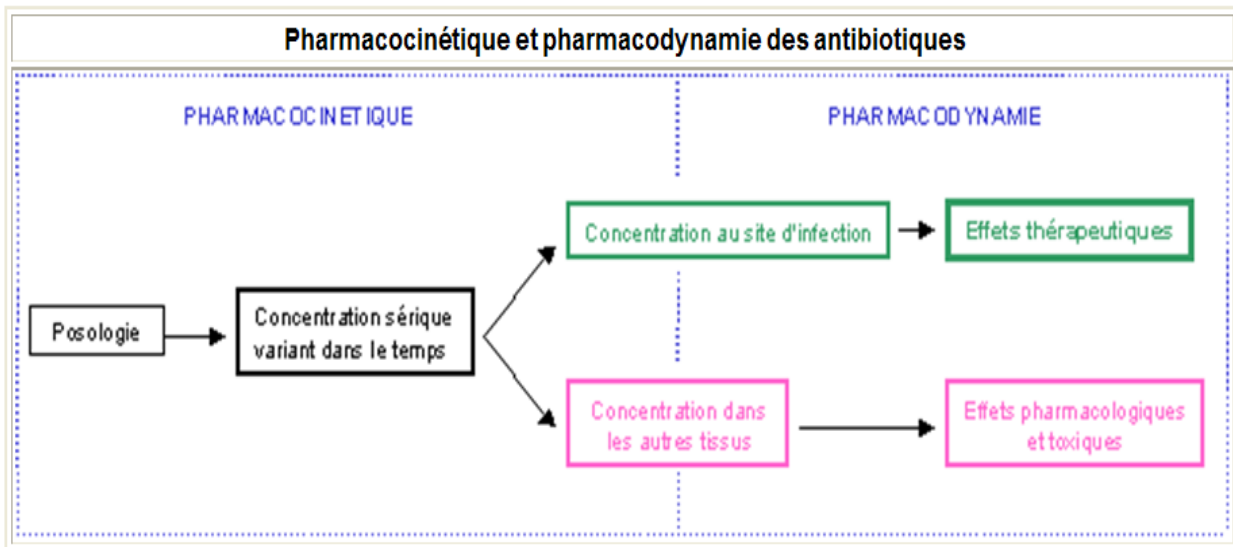 Pharmacocinétique et pharmacodynamie des antibiotiques
PHARMACOCINETIQUE
PHARMACODYNAMIE
Concentration au site d'infection
Effets thérapeutiques
Posologie
Concentration sérique
variant dans le temps
Concentration dans
les autres tissus
Effets pharmacologiques
et toxiques